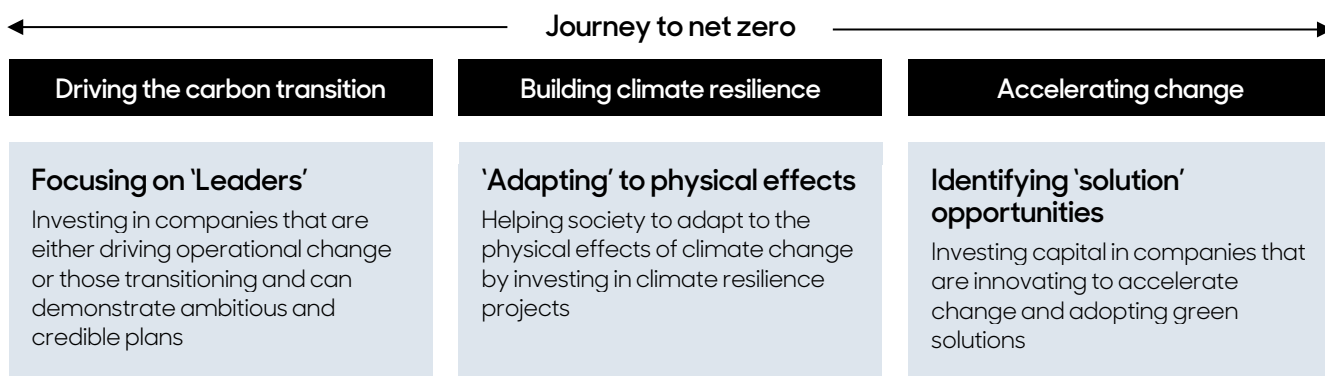 Journey to net zero
Driving the carbon transition
Building climate resilience
Accelerating change
Focusing on ‘Leaders’
Investing in companies that are
either driving operational change
or those transitioning and can
demonstrate ambitious and
credible plans
‘Adapting’ to physical effects
Helping society to adapt to the
physical effects of climate change
by investing in climate resilience
projects
Identifying ‘solution’
opportunities
Investing capital in companies that
are innovating to accelerate
change and adopting green
solutions